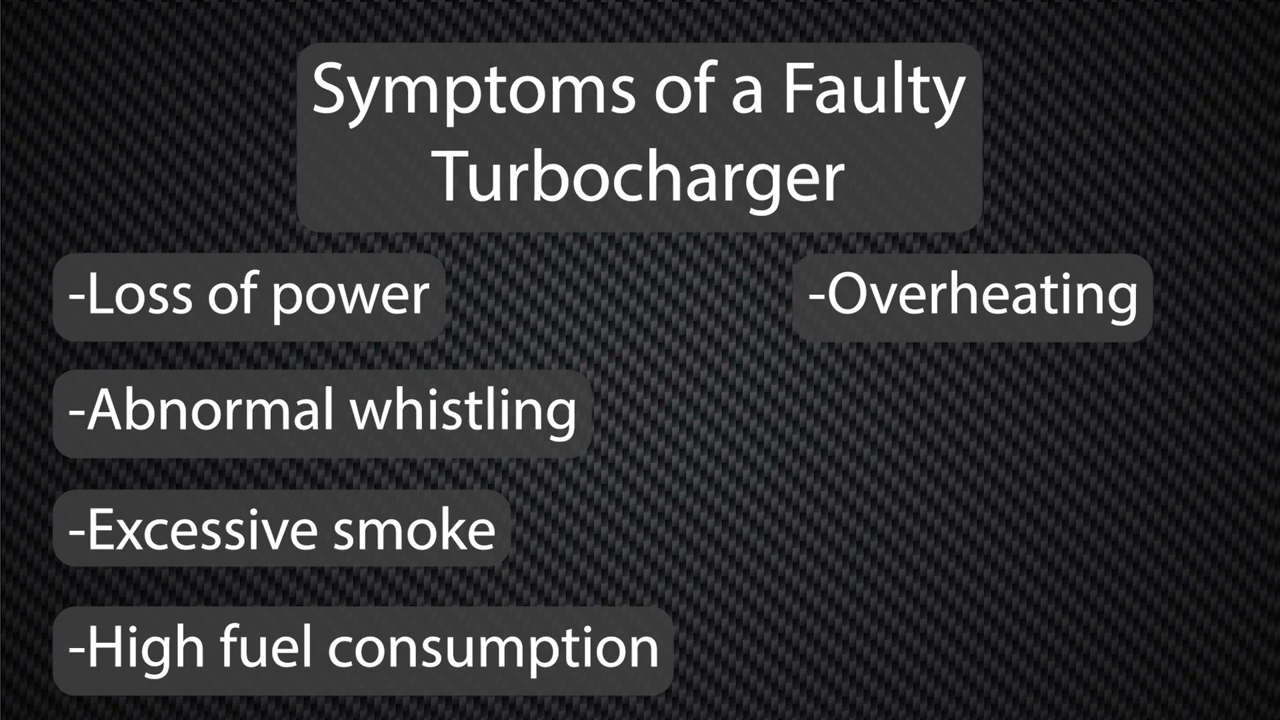 Symptoms of a Faulty
Turbocharger
-Loss of power
-Abnormal whistling
-Excessive smoke
-High fuel consumption
-Overheating